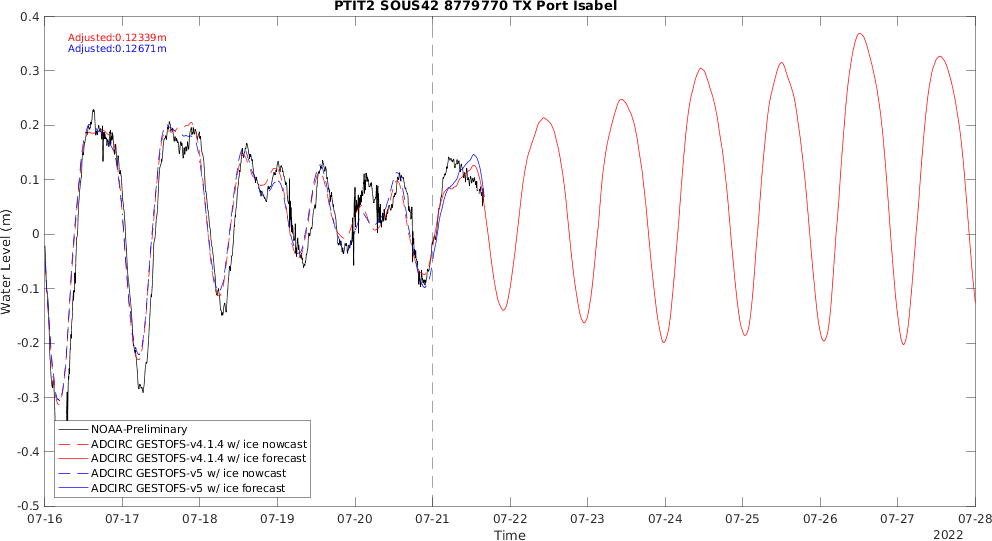 PTIT2 SOUS42 8779770 TX Port Isabel
Adjusted:0.12339m
Adjusted:0.12671m
0.4
0.3
0.2
0.1
0
-0.1
-0.2
-0.3
-0.4
-0.5
Water Level (m)
NOAA-Preliminary
ADCIRC GESTOFS-v4.1.4 w/ ice nowcast
ADCIRC GESTOFS-v4.1.4 w/ ice forecast
ADCIRC GESTOFS-v5 w/ ice nowcast
ADCIRC GESTOFS-v5 w/ ice forecast
07-16 07-17 07-18 07-19 07-20 07-21 07-22 07-23 07-24 07-25 07-26 07-27 07-28
Time
2022